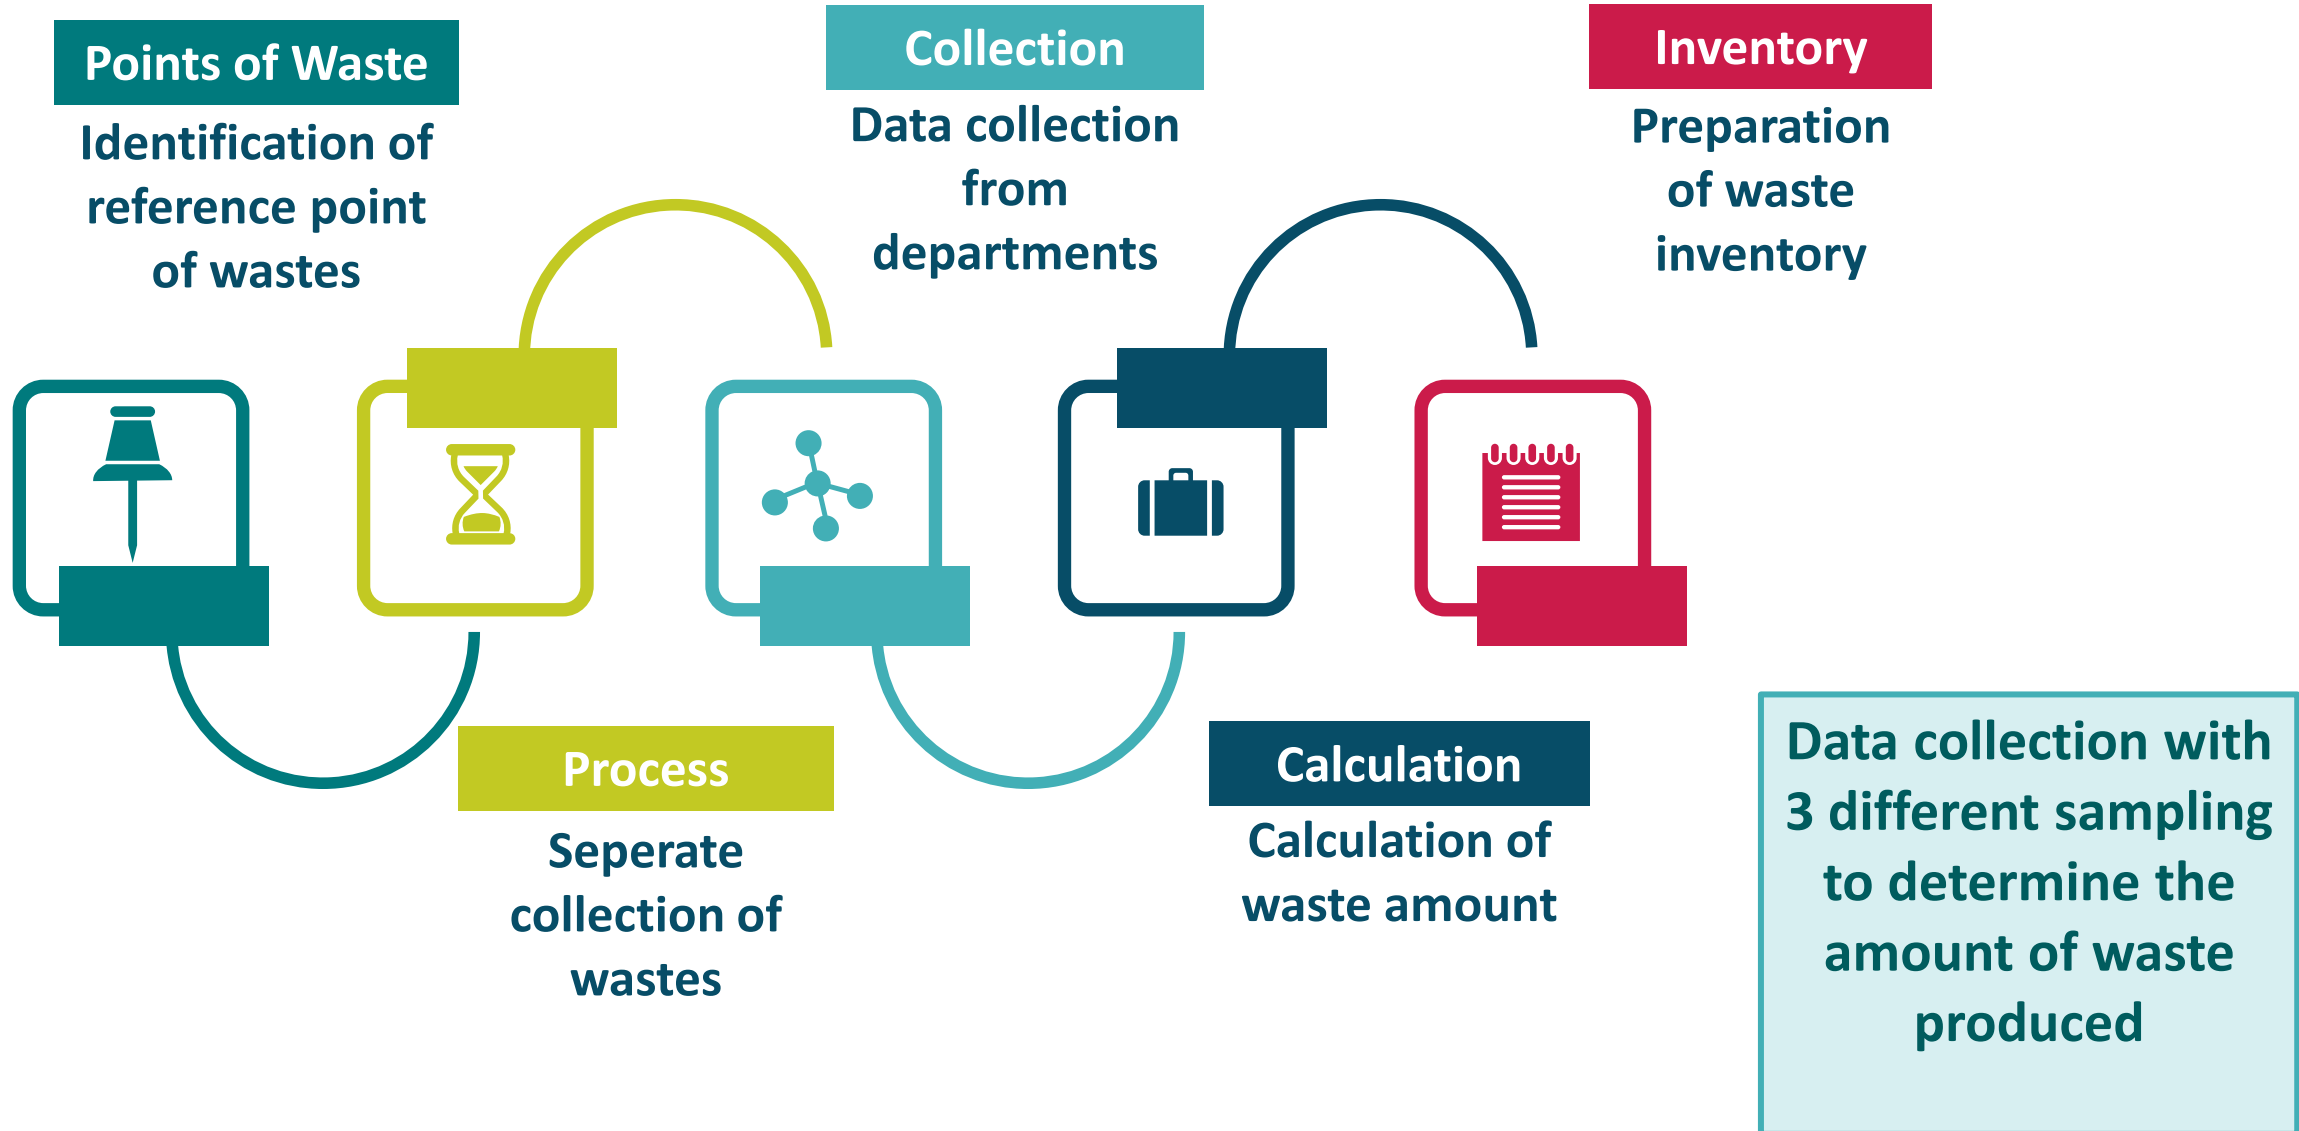 Points of Waste
Identification of
reference point
of wastes
Process
Seperate
collection of
wastes
Collection
Data collection
from
departments
Calculation
Calculation of
waste amount
Inventory
Preparation
of waste
inventory
Data collection with
3 different sampling
to determine the
amount of waste
produced